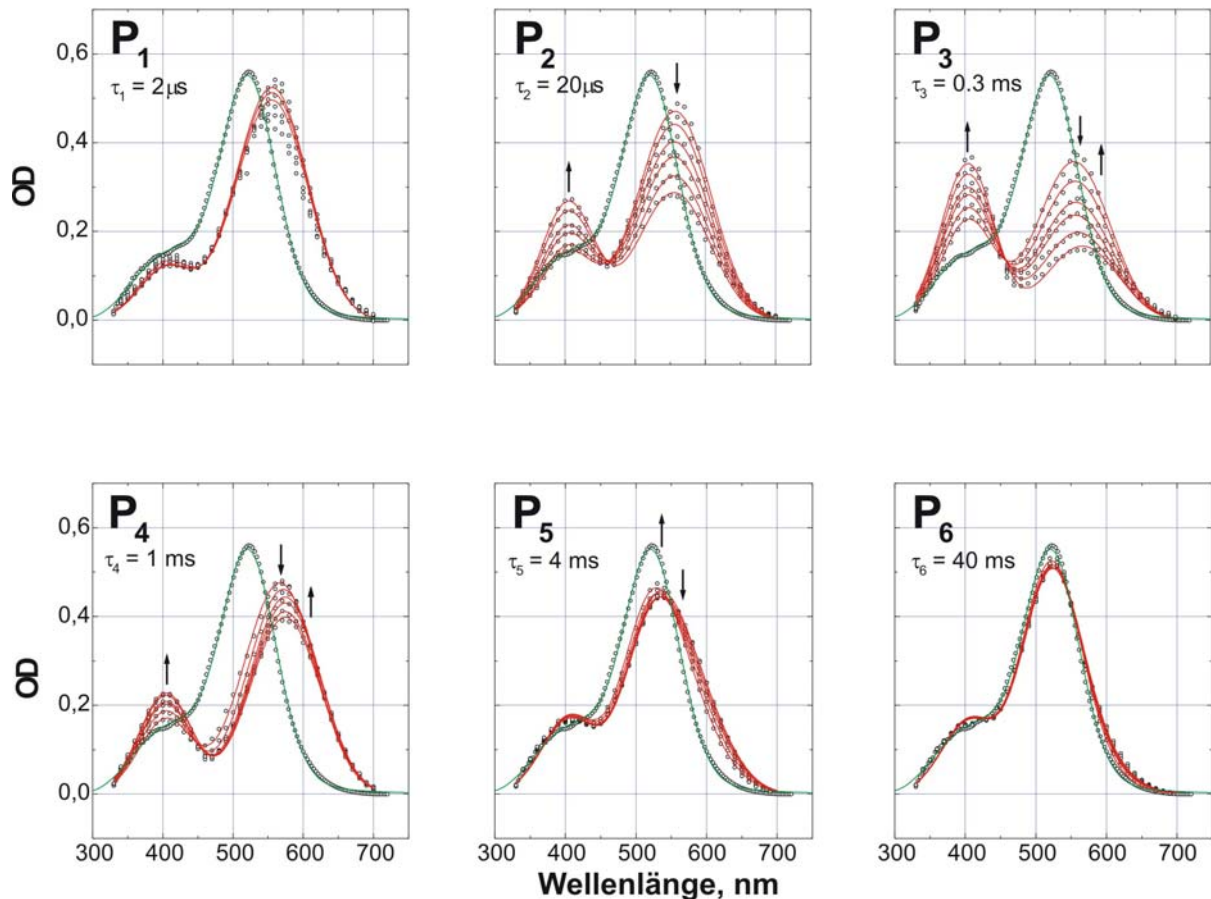 P1 P2 P3
τ1 = 2µs τ2 = 20µs τ3 = 0.3 ms
0,6
0,4
0,2
0,0
OD
P4 P5 P6
τ4 = 1 ms τ5 = 4 ms τ6 = 40 ms
0,6
0,4
0,2
0,0
OD
300 400 500 600 700 300 400 500 600 700 300 400 500 600 700
Wellenlänge, nm